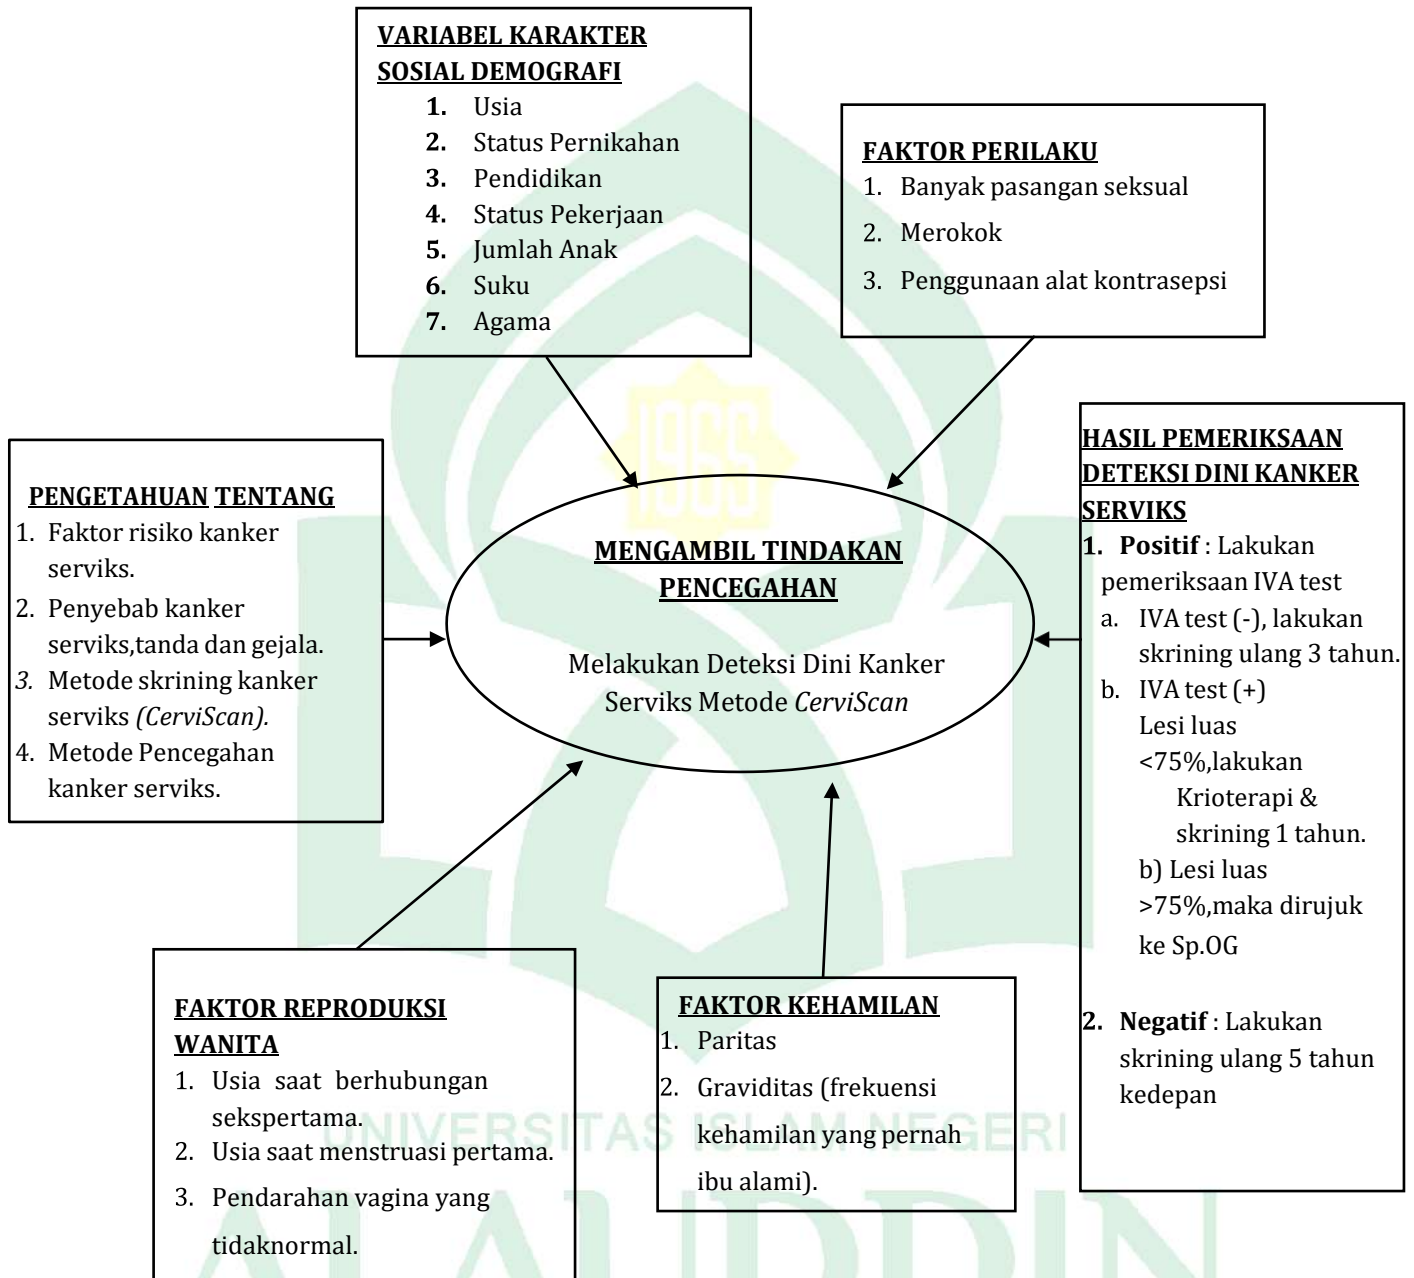 VARIABEL KARAKTER
SOSIAL DEMOGRAFI
1. Usia
2. Status Pernikahan
3. Pendidikan
4. Status Pekerjaan
5. Jumlah Anak
6. Suku
7. Agama
FAKTOR PERILAKU
1. Banyak pasangan seksual
2. Merokok
3. Penggunaan alat kontrasepsi
PENGETAHUAN TENTANG
1. Faktor risiko kanker
serviks.
2. Penyebab kanker
serviks,tanda dan gejala.
3. Metode skrining kanker
serviks (CerviScan).
4. Metode Pencegahan
kanker serviks.
1965
MENGAMBIL TINDAKAN
PENCEGAHAN
Melakukan Deteksi Dini Kanker
Serviks Metode CerviScan
HASIL PEMERIKSAAN
DETEKSI DINI KANKER
SERVIKS
1. Positif : Lakukan
pemeriksaan IVA test
a. IVA test (-), lakukan
skrining ulang 3 tahun.
b. IVA test (+)
Lesi luas
<75%,lakukan
Krioterapi &
skrining 1 tahun.
b) Lesi luas
>75%,maka dirujuk
ke Sp.OG
2. Negatif : Lakukan
skrining ulang 5 tahun
kedepan
FAKTOR REPRODUKSI
WANITA
1. Usia saat berhubungan
sekspertama.
2. Usia saat menstruasi pertama.
3. Pendarahan vagina yang
tidaknormal.
FAKTOR KEHAMILAN
1. Paritas
2. Graviditas (frekuensi
kehamilan yang pernah
ibu alami).
UNIVERSITAS ISLAM NEGERI
ALAUDDIN